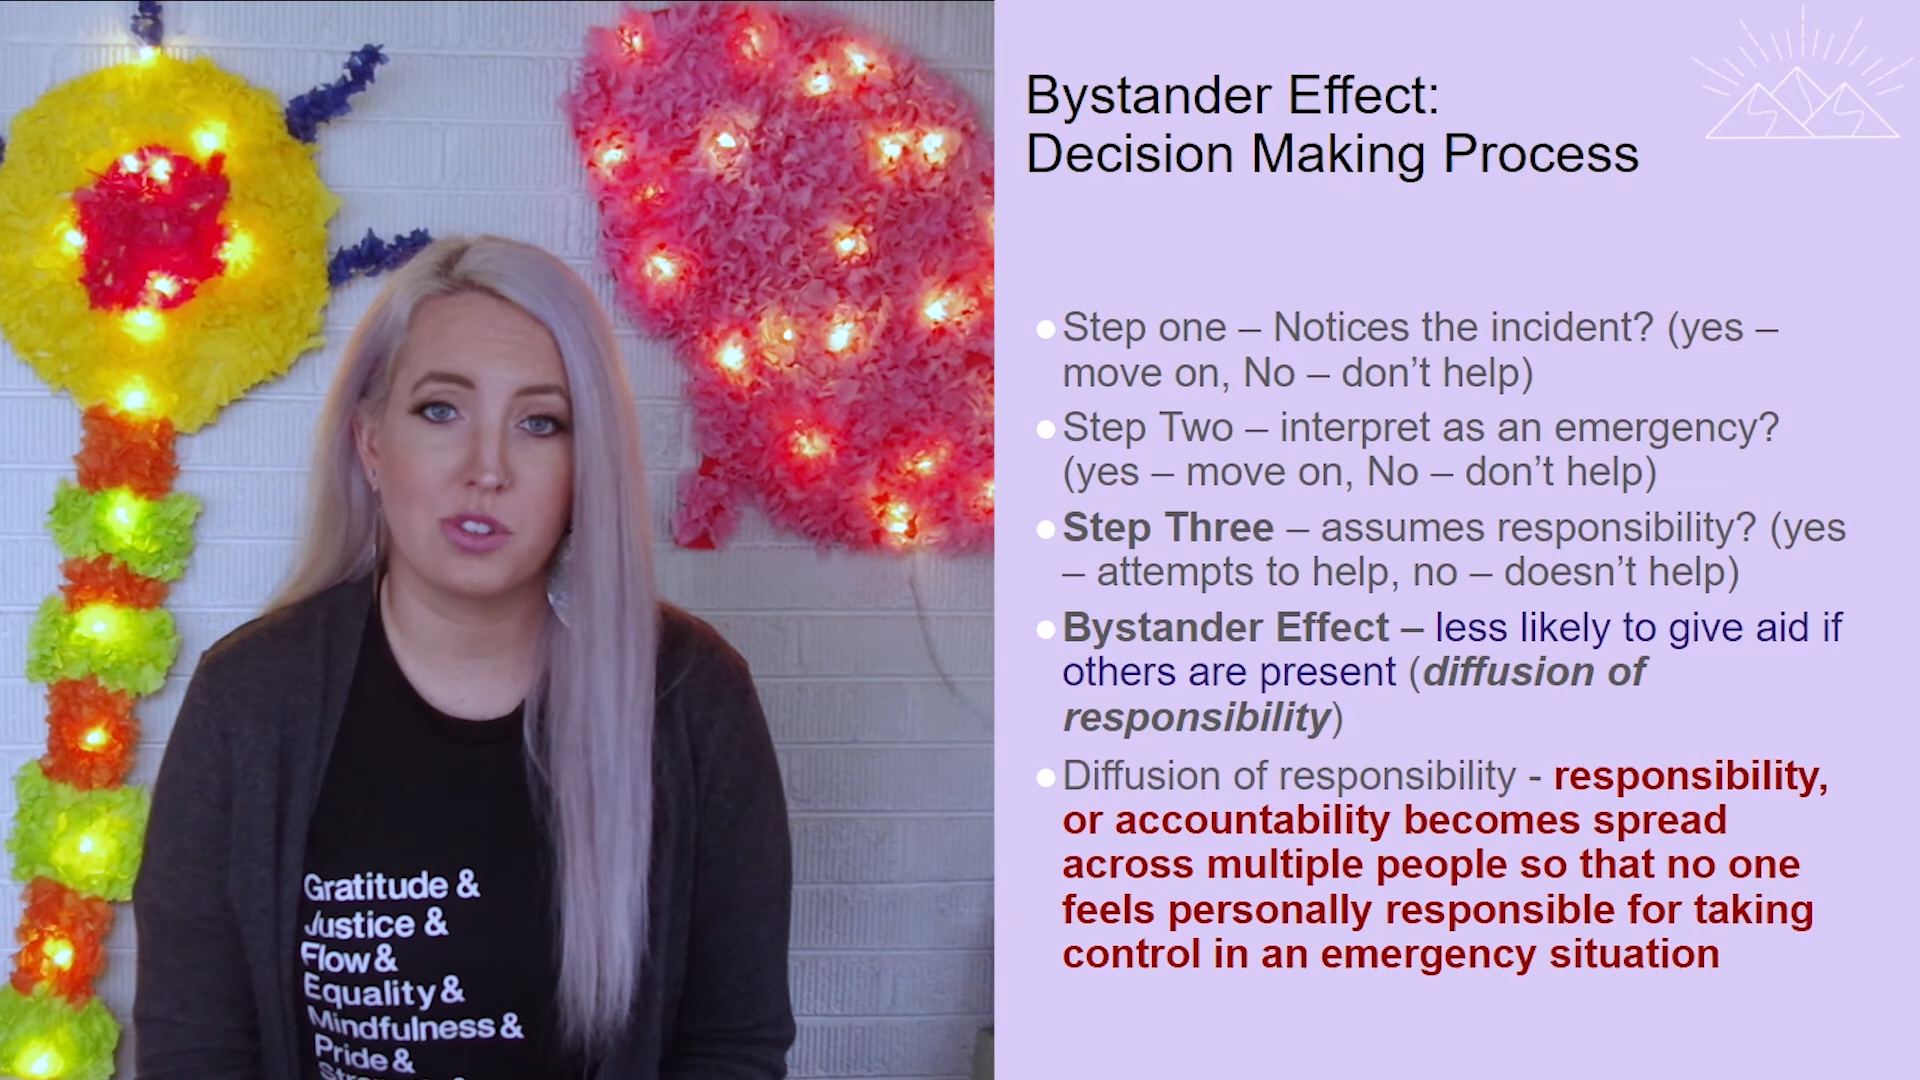 Bystander Effect:
Decision Making Process
Step one – Notices the incident? (yes –
move on, No – don’t help)
Step Two – interpret as an emergency?
(yes – move on, No – don’t help)
Step Three – assumes responsibility? (yes
– attempts to help, no – doesn’t help)
Bystander Effect – less likely to give aid if
others are present (diffusion of
responsibility)
Diffusion of responsibility - responsibility,
or accountability becomes spread
across multiple people so that no one
feels personally responsible for taking
control in an emergency situation
Gratitude &
Justice &
Flow &
Equality &
Mindfulness &
Pride &